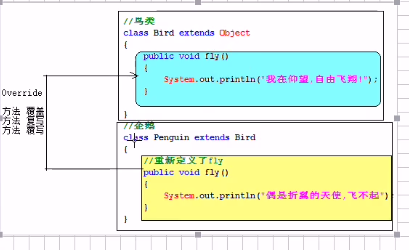 //鸟类
class Bird extends Object
{
public void fly()
{
System.out.println("我在仰望,自由飞翔!");
}
}
Override
方法 覆盖
方法 复写
方法 覆写
//企鹅
class Penguin extends Bird
{
//重新定义了fly
public void fly()
{
System.out.println("偶是折翼的天使,飞不起")
}
}